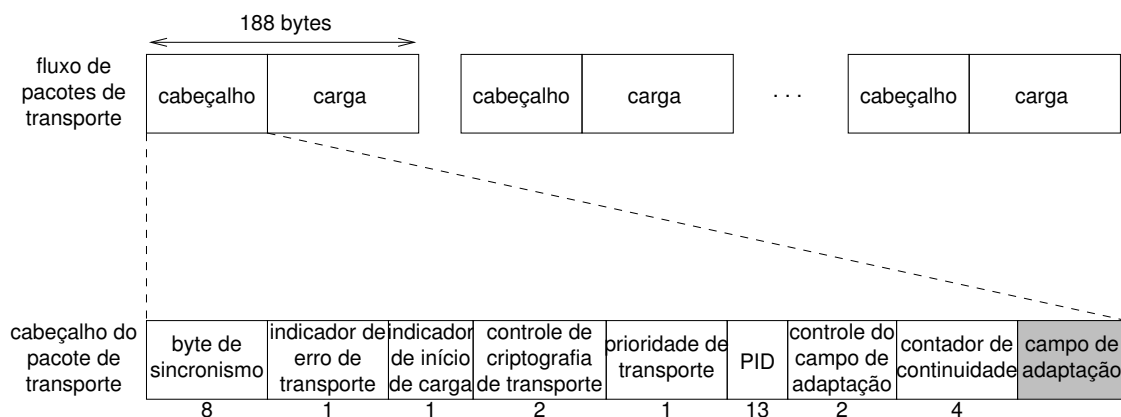 188 bytes
fluxo de
pacotes de
transporte
cabeçalho
carga
cabeçalho
carga
. . .
cabeçalho
carga
cabeçalho do
pacote de
transporte
byte de
sincronismo
indicador de
erro de
transporte
indicador
de início
de carga
controle de
criptografia
de transporte
prioridade de
transporte
PID
controle do
campo de
adaptação
contador de
continuidade
campo de
adaptação
8 1 1 2 1 13 2 4